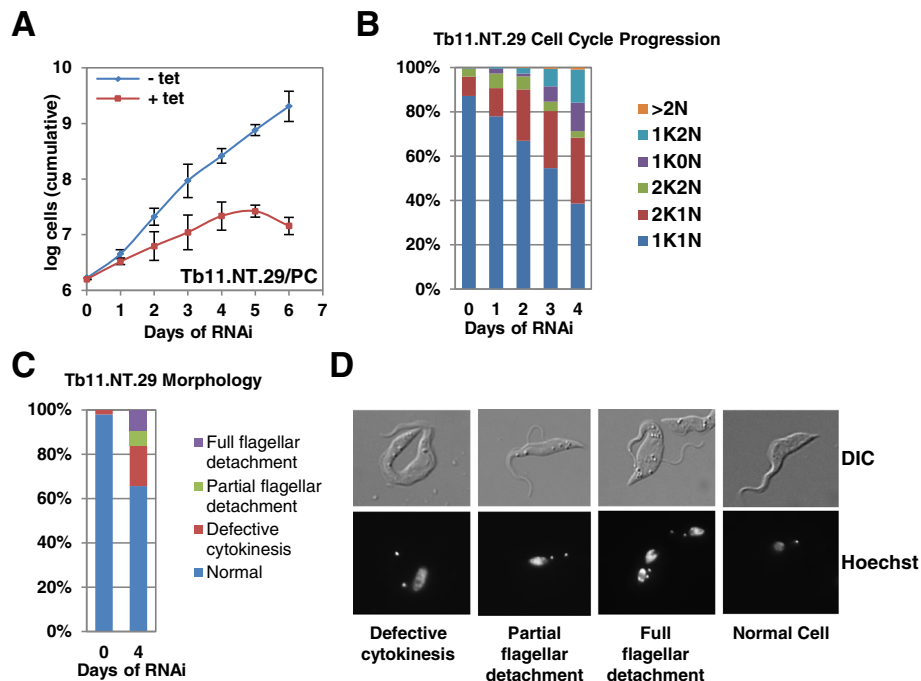 A
10
9
8
7
6
log cells (cumulative)
- tet
+ tet
Tb11.NT.29/PC
0 1 2 3 4 5 6 7
Days of RNAi
B
Tb11.NT.29 Cell Cycle Progression
100%
80%
60%
40%
20%
0%
0 1 2 3 4
Days of RNAi
>2N
1K2N
1K0N
2K2N
2K1N
1K1N
C
Tb11.NT.29 Morphology
100%
80%
60%
40%
20%
0%
0 4
Days of RNAi
Full flagellar
detachment
Partial flagellar
detachment
Defective
cytokinesis
Normal
D
DIC
Hoechst
Defective
cytokinesis
Partial
flagellar
detachment
Full
flagellar
detachment
Normal Cell